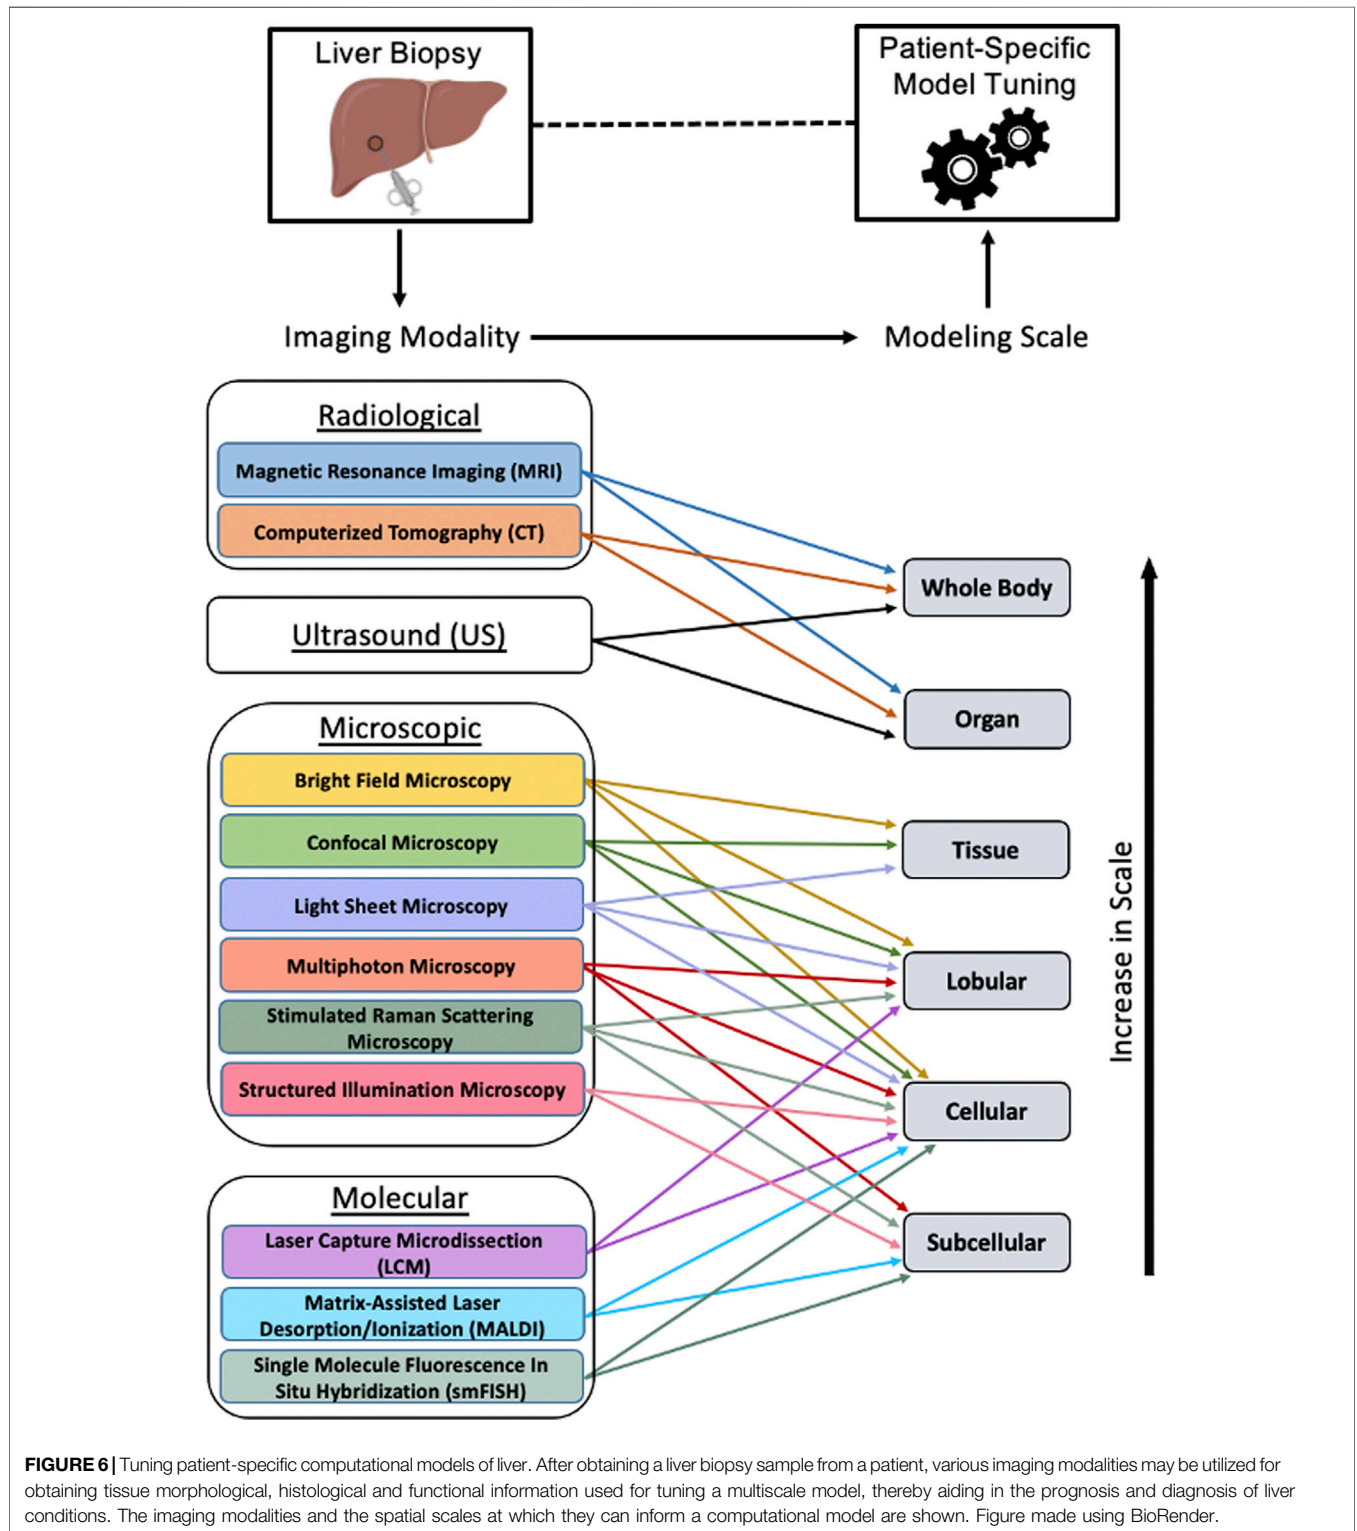 Liver Biopsy
Patient-Specific
Model Tuning
Imaging Modality
Modeling Scale
Radiological
Magnetic Resonance Imaging (MRI)
Computerized Tomography (CT)
Ultrasound (US)
Microscopic
Bright Field Microscopy
Confocal Microscopy
Light Sheet Microscopy
Multiphoton Microscopy
Stimulated Raman Scattering
Microscopy
Structured Illumination Microscopy
Molecular
Laser Capture Microdissection
(LCM)
Matrix-Assisted Laser
Desorption/Ionization (MALDI)
Single Molecule Fluorescence In
Situ Hybridization (smFISH)
Whole Body
Organ
Tissue
Lobular
Cellular
Subcellular
Increase in Scale
FIGURE 6 | Tuning patient-specific computational models of liver. After obtaining a liver biopsy sample from a patient, various imaging modalities may be utilized for
obtaining tissue morphological, histological and functional information used for tuning a multiscale model, thereby aiding in the prognosis and diagnosis of liver
conditions. The imaging modalities and the spatial scales at which they can inform a computational model are shown. Figure made using BioRender.